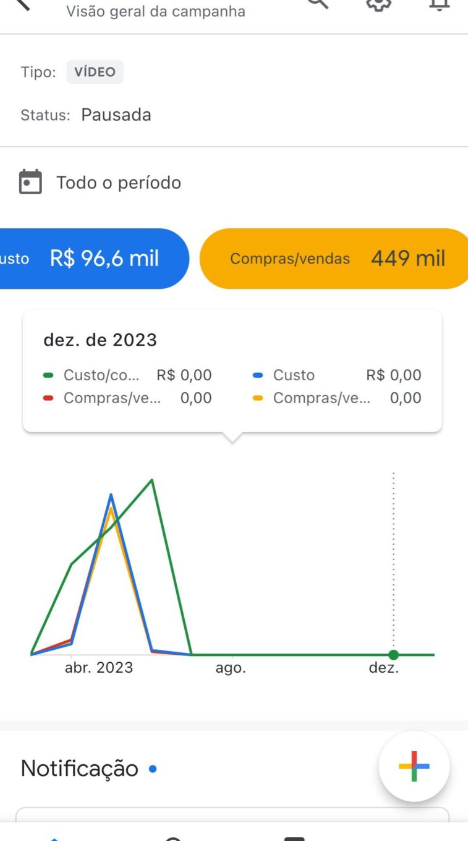 Visão geral da campanha
Tipo: VÍDEO
Status: Pausada
Todo o período
usto R$ 96,6 mil Compras/vendas 449 mil
dez. de 2023
Custo/co... R$ 0,00 Custo R$ 0,00
Compras/ve... 0,00 Compras/ve... 0,00
abr. 2023 ago. dez.
Notificação